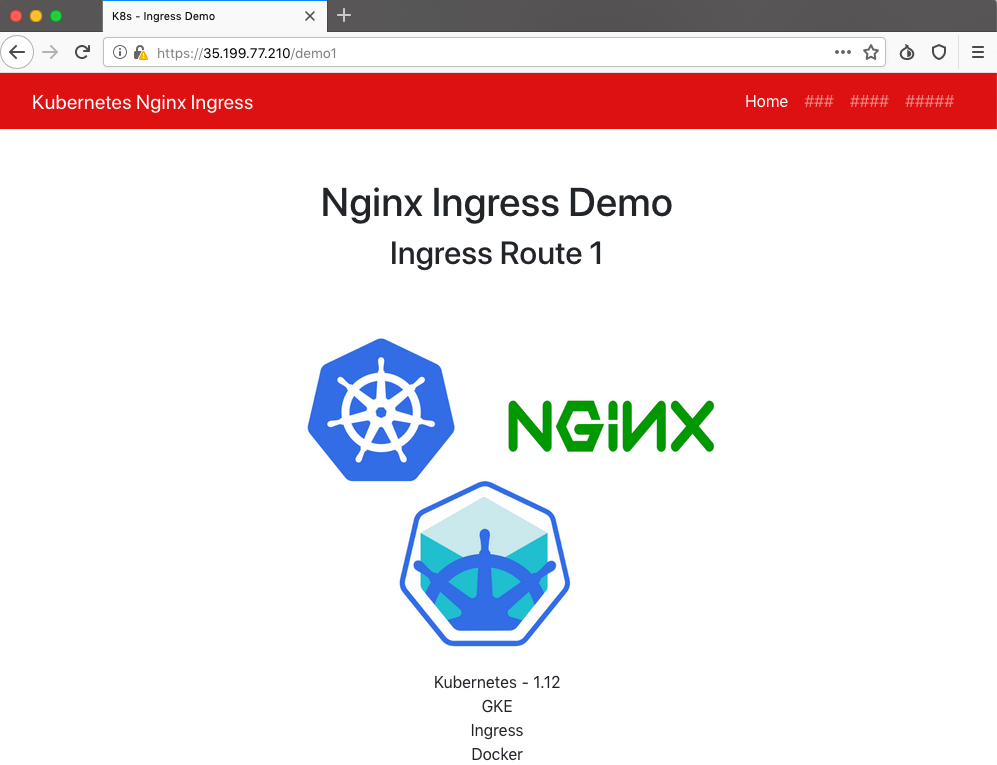 K8s - Ingress Demo
https://35.199.77.210/demo1
Kubernetes Nginx Ingress
Home ### #### #####
Nginx Ingress Demo
Ingress Route 1
NGiNX
Kubernetes - 1.12
GKE
Ingress
Docker